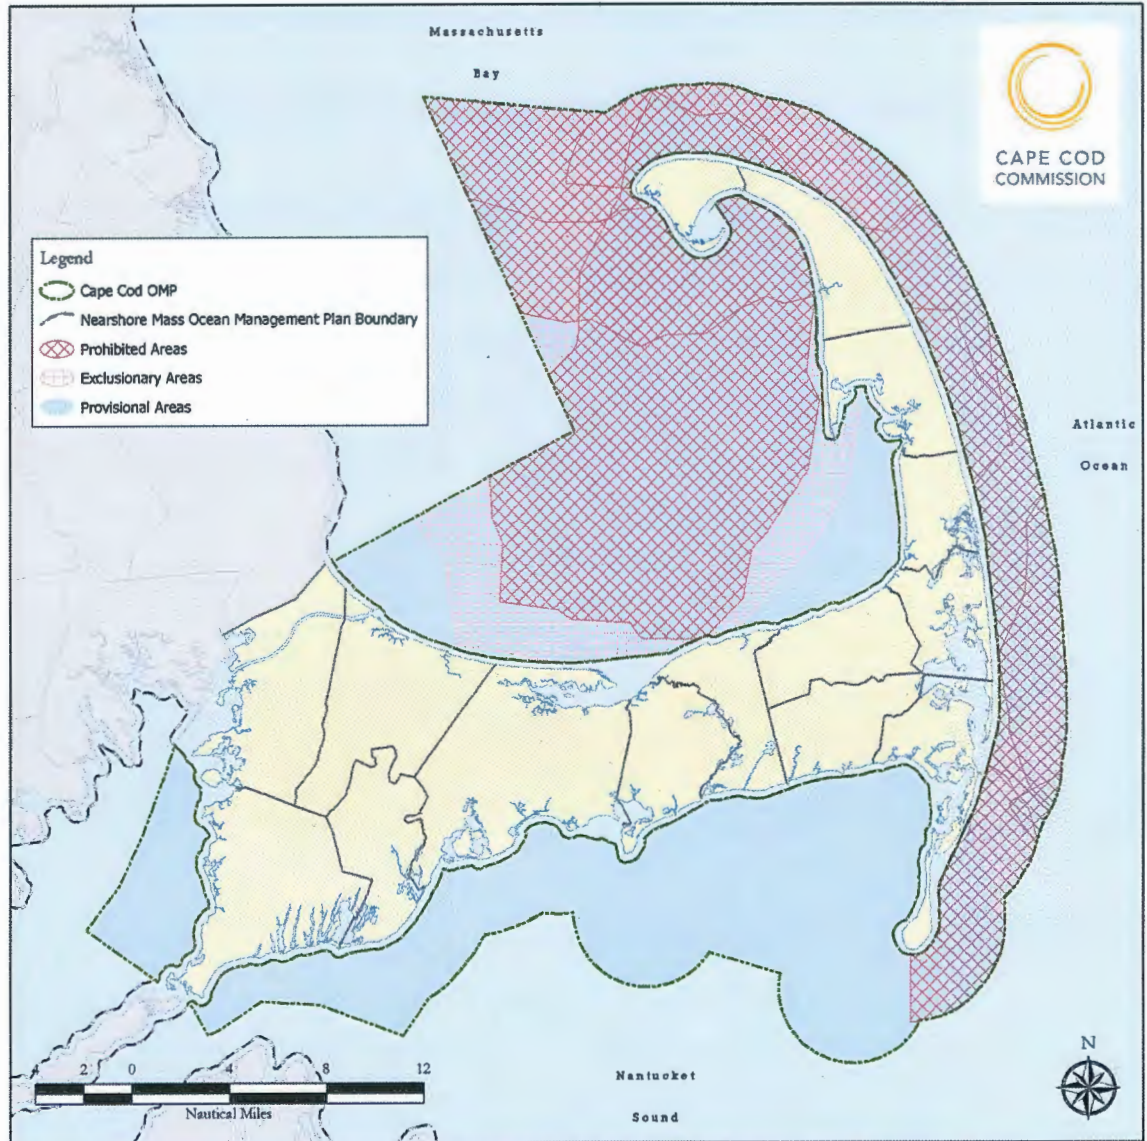 Massachusetts
Bay
CAPE COD
COMMISSION
Legend
Cape Cod OMP
Nearshore Mass Ocean Management Plan Boundary
Prohibited Areas
Exclusionary Areas
Provisional Areas
Atlantic
Ocean
N
4 2 0 4 8 12
Nautical Miles
Nantucket
Sound